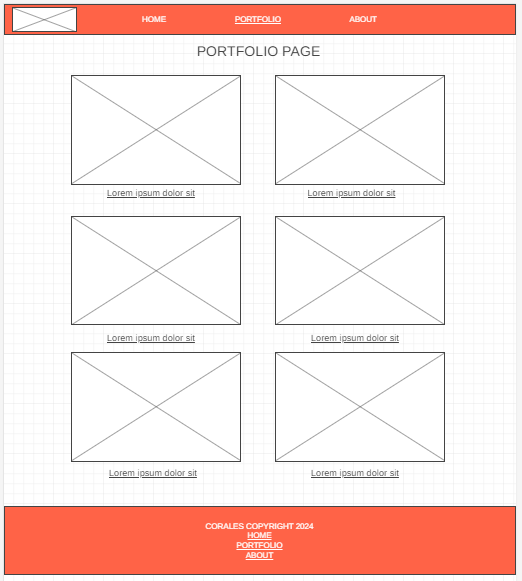 HOME PORTFOLIO ABOUT
PORTFOLIO PAGE
Lorem ipsum dolor sit Lorem ipsum dolor sit
Lorem ipsum dolor sit Lorem ipsum dolor sit
Lorem ipsum dolor sit Lorem ipsum dolor sit
CORALES COPYRIGHT 2024
HOME
PORTFOLIO
ABOUT